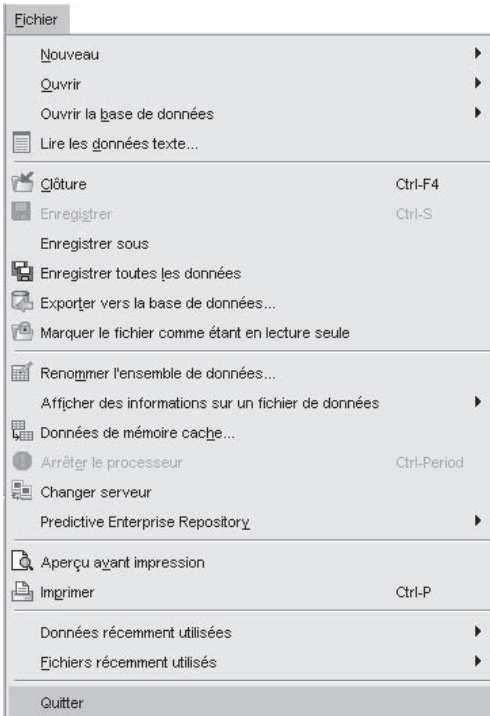 Fichier
Nouveau
Ouvrir
Ouvrir la base de données
Lire les données texte...
Clôture Ctrl-F4
Enregistrer Ctrl-S
Enregistrer sous
Enregistrer toutes les données
Exporter vers la base de données...
Marquer le fichier comme étant en lecture seule
Renommer l'ensemble de données...
Afficher des informations sur un fichier de données
Données de mémoire cache...
Arrêter le processeur Ctrl-Period
Changer serveur
Predictive Enterprise Repository
Aperçu avant impression
Imprimer Ctrl-P
Données récemment utilisées
Fichiers récemment utilisés
Quitter